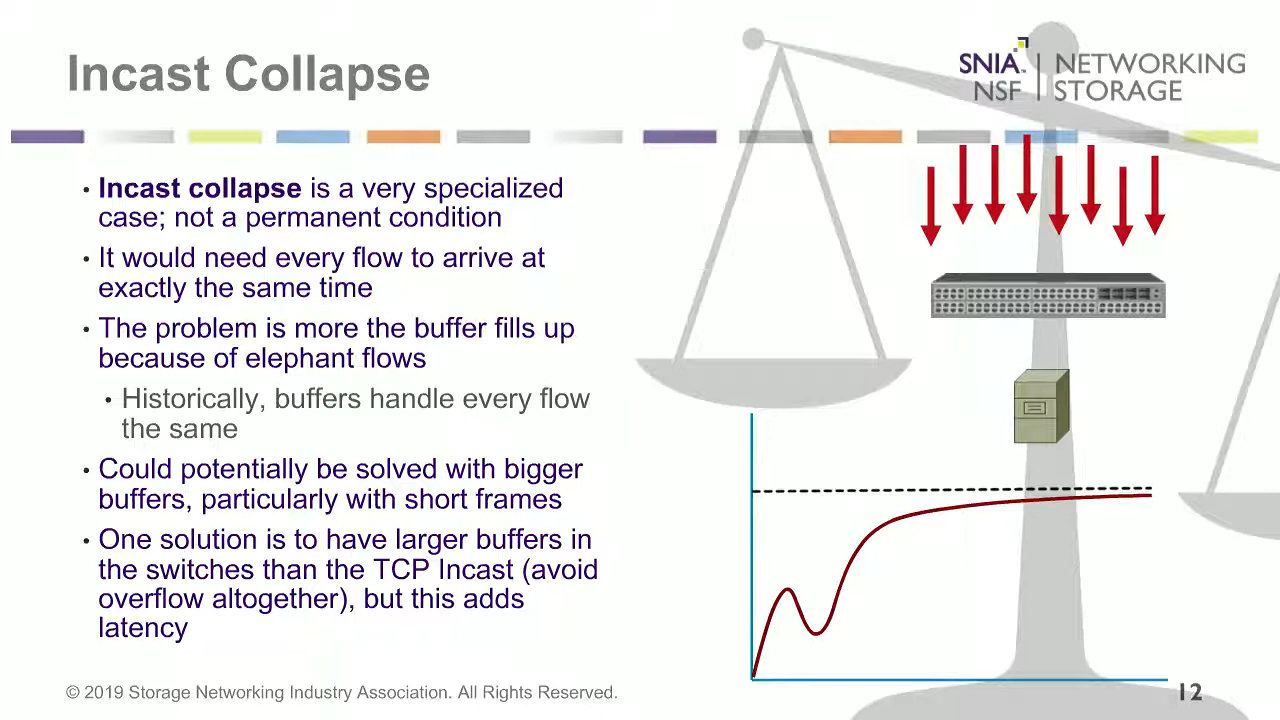 Incast Collapse
SNIA™ NETWORKING
NSF STORAGE
• Incast collapse is a very specialized
case; not a permanent condition
• It would need every flow to arrive at
exactly the same time
• The problem is more the buffer fills up
because of elephant flows
• Historically, buffers handle every flow
the same
• Could potentially be solved with bigger
buffers, particularly with short frames
• One solution is to have larger buffers in
the switches than the TCP Incast (avoid
overflow altogether), but this adds
latency
© 2019 Storage Networking Industry Association. All Rights Reserved.
12